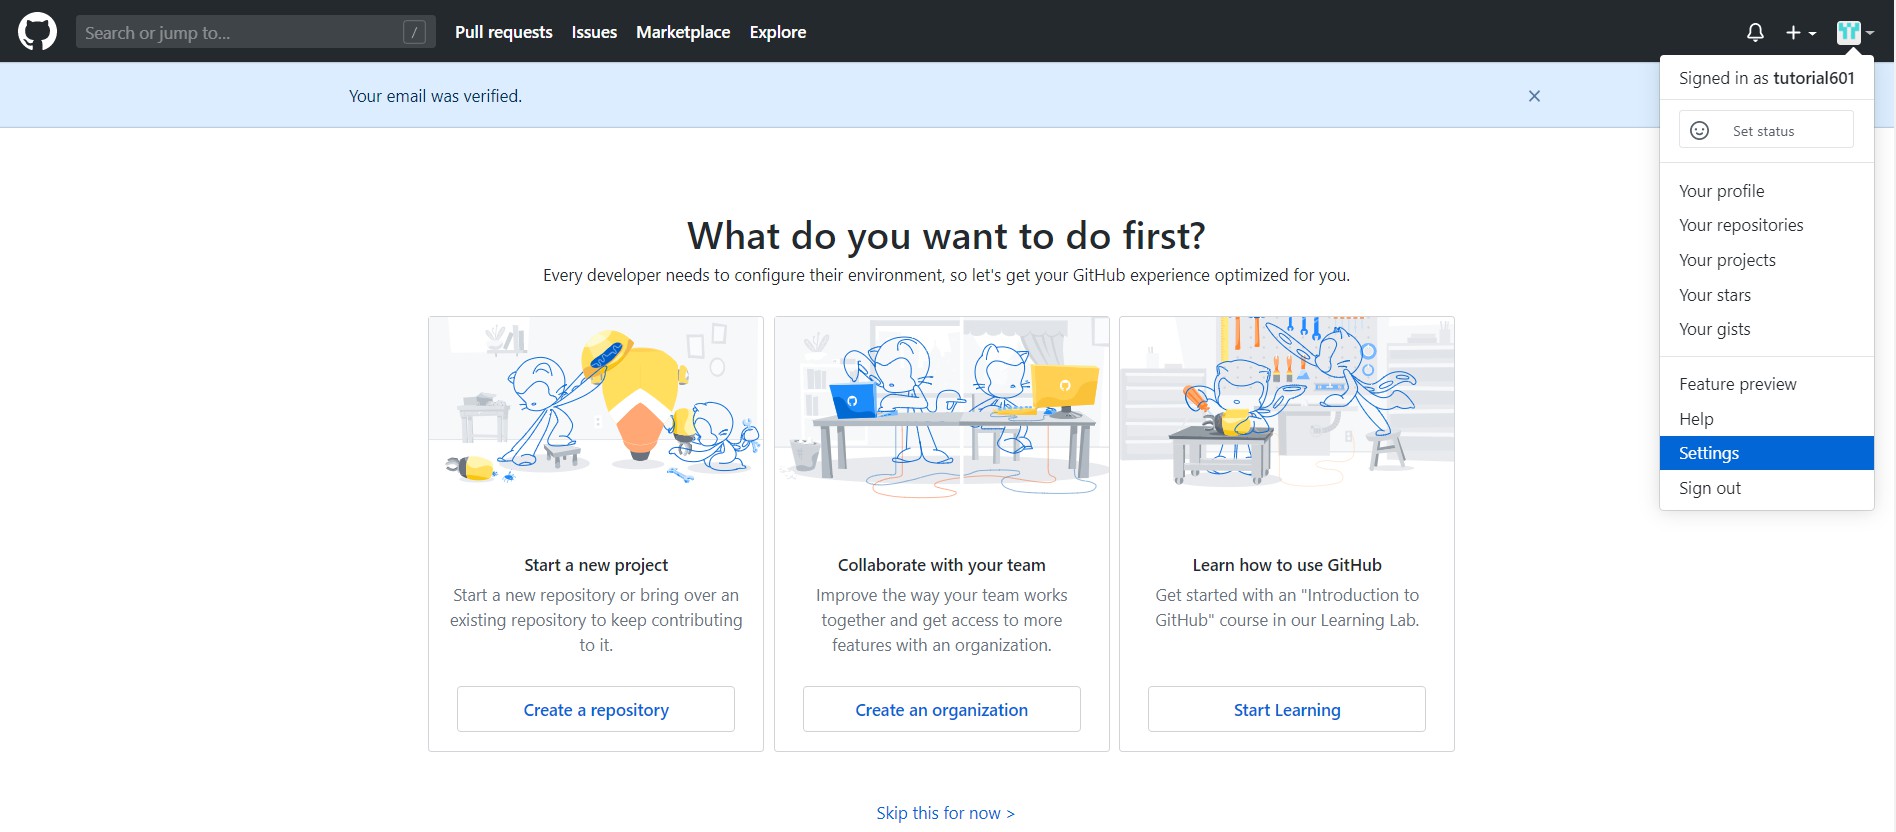 Search or jump to...
/
Pull requests
Issues
Marketplace
Explore
Your email was verified.
Signed in as tutorial601
Set status
Your profile
Your repositories
Your projects
Your stars
Your gists
Feature preview
Help
Settings
Sign out
What do you want to do first?
Every developer needs to configure their environment, so let's get your GitHub experience optimized for you.
Start a new project
Start a new repository or bring over an
existing repository to keep contributing
to it.
Create a repository
Collaborate with your team
Improve the way your team works
together and get access to more
features with an organization.
Create an organization
Learn how to use GitHub
Get started with an "Introduction to
GitHub" course in our Learning Lab.
Start Learning
Skip this for now >